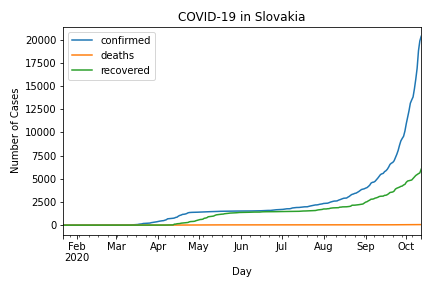 COVID-19 in Slovakia
confirmed
deaths
recovered
Number of Cases
20000
17500
15000
12500
10000
7500
5000
2500
0
Feb Mar Apr May Jun Jul Aug Sep Oct
2020
Day